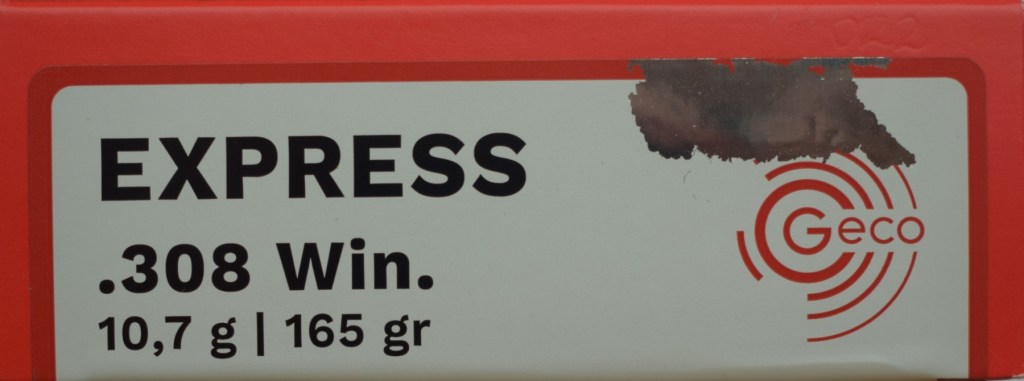 EXPRESS
.308 Win.
10,7 g | 165 gr
Geco